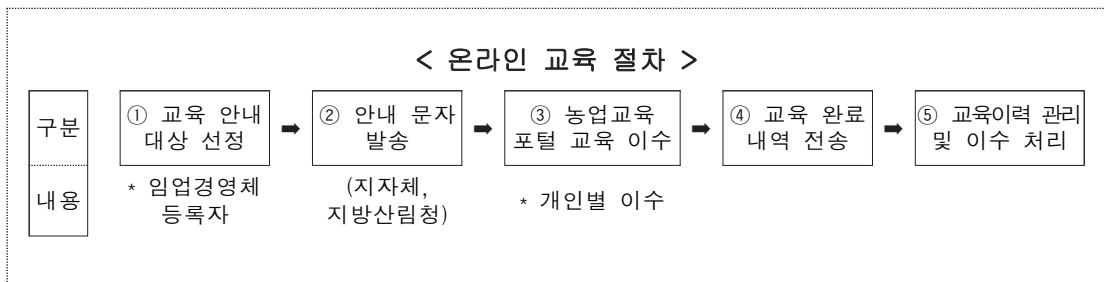 < 온라인 교육 절차 >
구분
① 교육 안내
대상 선정
➡
② 안내 문자
발송
➡
③ 농업교육
포털 교육 이수
➡
④ 교육 완료
내역 전송
➡
⑤ 교육이력 관리
및 이수 처리
내용
* 임업경영체
등록자
(지자체,
지방산림청)
* 개인별 이수